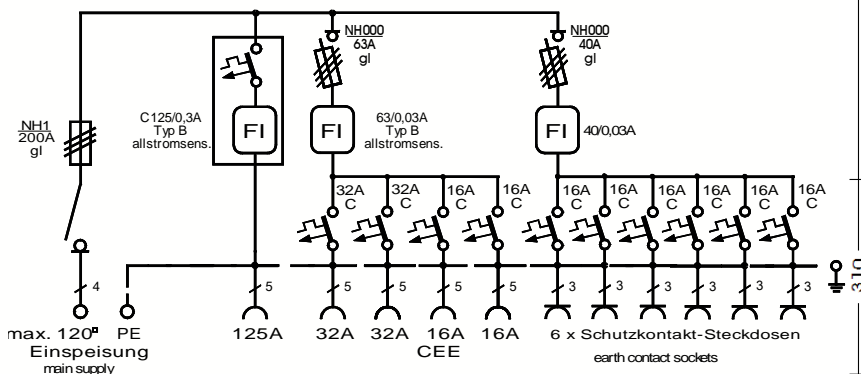 NH000
63A
gl
NH000
40A
gl
NH1
200A
gl
C125/0,3A
Typ B
allstromsens.
FI
FI
63/0,03A
Typ B
allstromsens.
FI
40/0,03A
32A
C
32A
C
16A
C
16A
C
16A
C
16A
C
16A
C
16A
C
16A
C
16A
C
4
5
5
5
5
5
3
3
3
3
3
3
310
max. 120° PE
125A
32A
32A
16A
16A
6 x Schutzkontakt-Steckdosen
Einspeisung
CEE
earth contact sockets
main supply